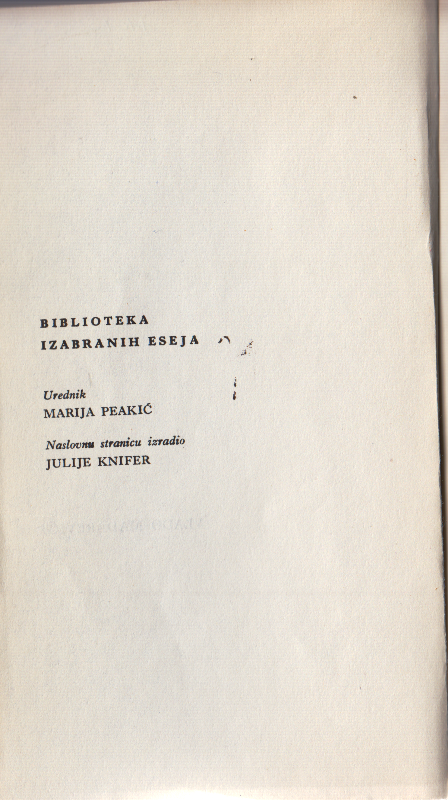 BIBLIOTEKA
IZABRANIH ESEJA
Urednik
MARIJA PEAKIĆ
Naslovnu stranicu izradio
JULIJE KNIFER